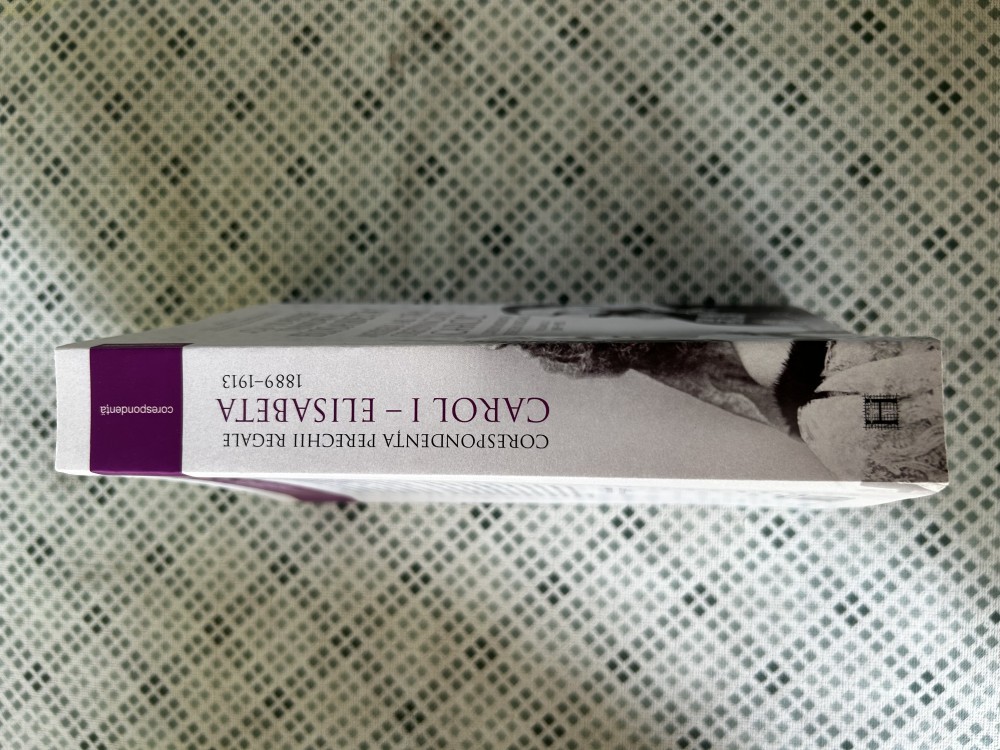 CORESPONDENȚA PERECHII REGALE
CAROL I – ELISABETA
1889–1913
corespondență
H